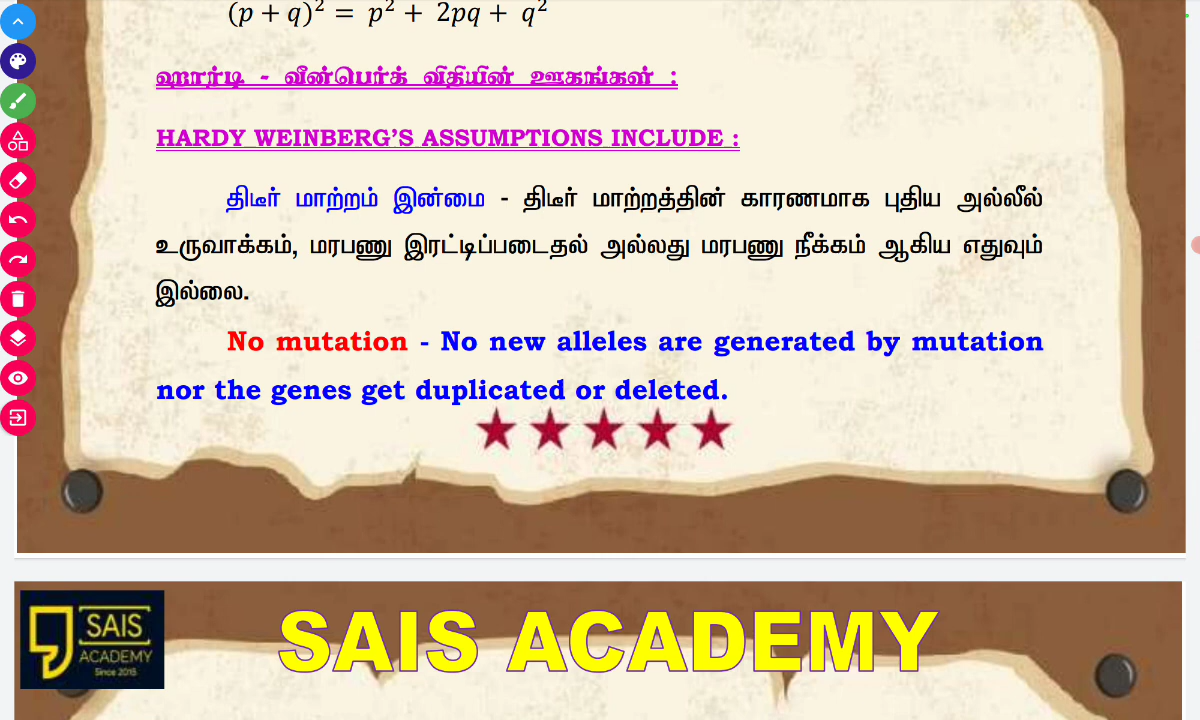 (p + q)² = p² + 2pq + q²
ஹார்டி - வீன்பெர்க் விதியின் ஊகங்கள் :
HARDY WEINBERG'S ASSUMPTIONS INCLUDE :
திடீர் மாற்றம் இன்மை - திடீர் மாற்றத்தின் காரணமாக புதிய அல்லீல்
உருவாக்கம், மரபணு இரட்டிப்படைதல் அல்லது மரபணு நீக்கம் ஆகிய எதுவும்
இல்லை.
No mutation - No new alleles are generated by mutation
nor the genes get duplicated or deleted.
SAIS
ACADEMY
Since 2015
SAIS ACADEMY